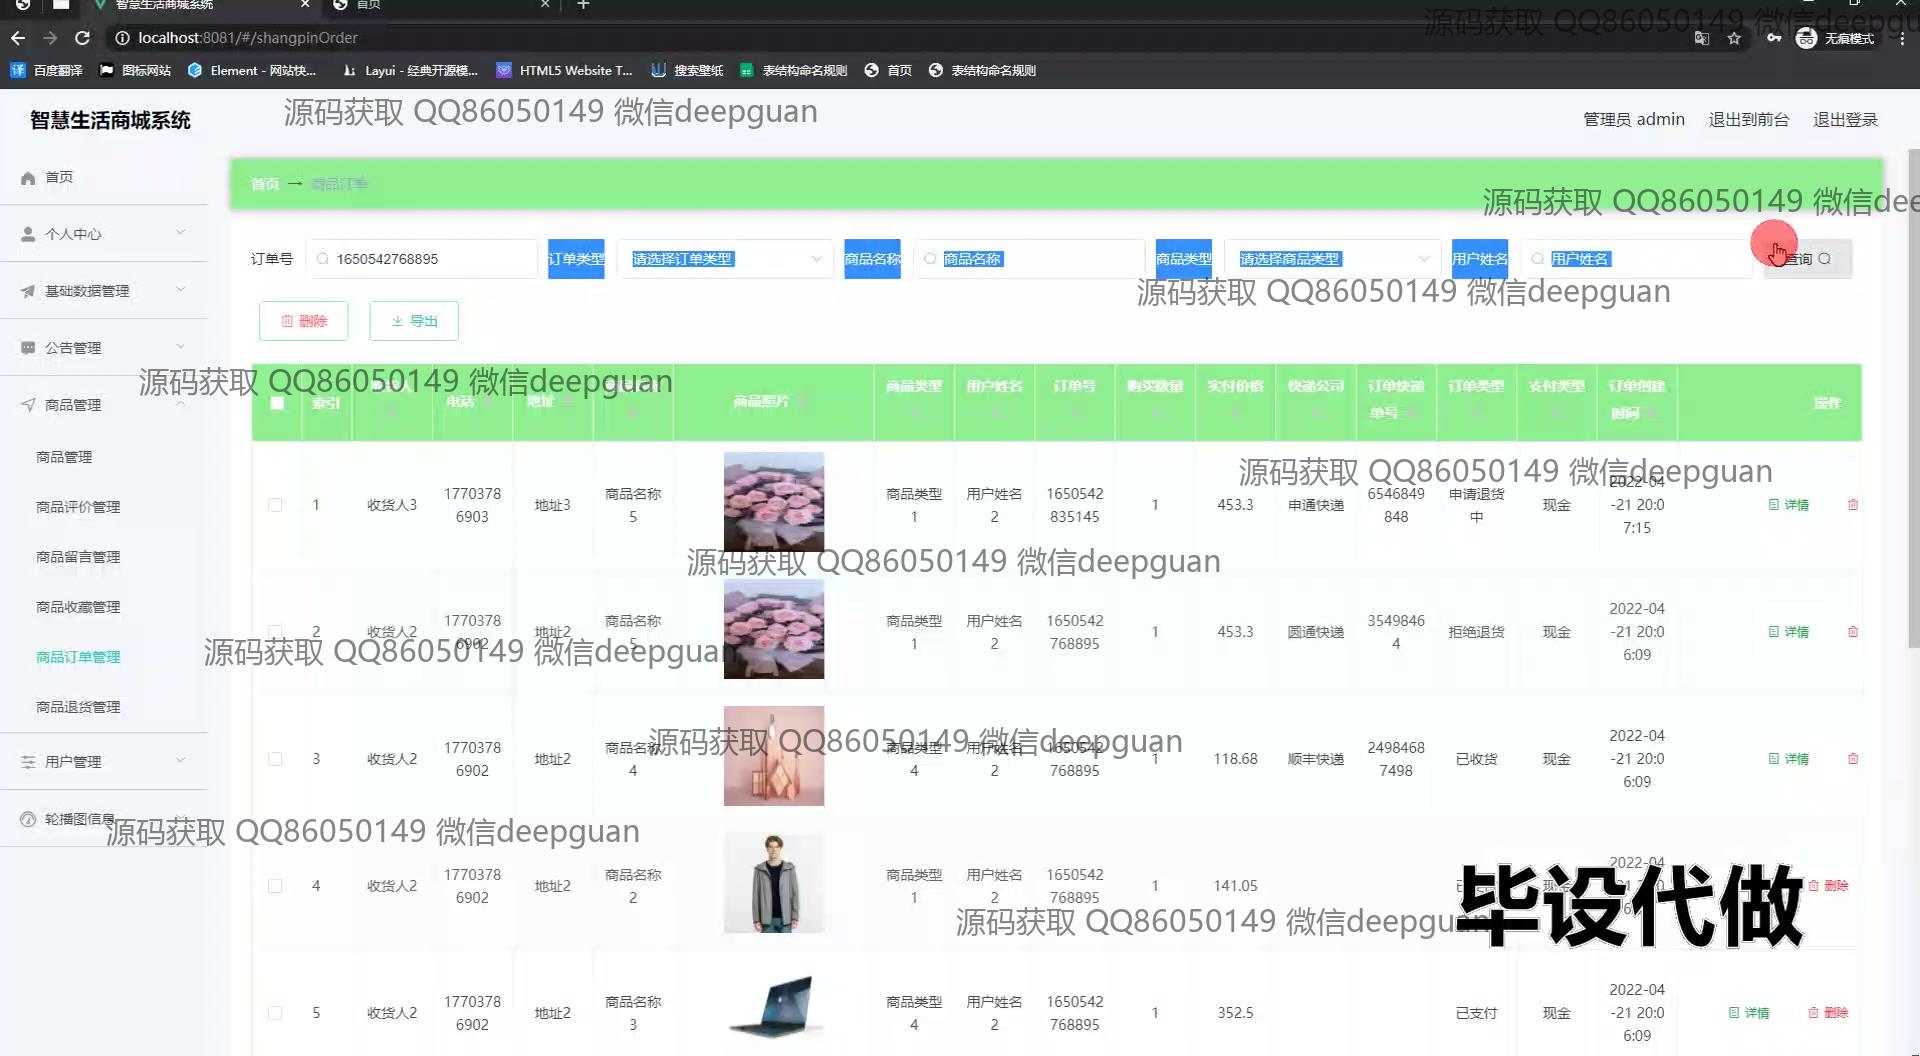 智慧生活商城系统
首页
localhost:8081/#/shangpinOrder
无痕模式
百度翻译
图标网站
Element - 网站快...
Layui - 经典开源模...
HTML5 Website T...
搜索壁纸
表结构命名规则
首页
表结构命名规则
源码获取 QQ86050149 微信deepgu
智慧生活商城系统
源码获取 QQ86050149 微信deepguan
管理员 admin
退出到前台
退出登录
首页
个人中心
基础数据管理
公告管理
商品管理
商品管理
商品评价管理
商品留言管理
商品收藏管理
商品订单管理
商品退货管理
用户管理
轮播图信息
首页 → 商品订单
源码获取 QQ86050149 微信dee
订单号 1650542768895 订单类型 请选择订单类型 商品名称 商品名称 商品类型 请选择商品类型 用户姓名 用户姓名 查询
源码获取 QQ86050149 微信deepguan
删除 导出
源码获取 QQ86050149 微信deepguan
索引 电话 地址 商品照片 商品类型 用户姓名 订单号 购买数量 实付价格 快递公司 订单快递单号 订单类型 支付类型 订单创建时间 操作
源码获取 QQ86050149 微信deepguan
1 收货人3 17703786903 地址3 商品名称5 商品类型1 用户姓名2 1650542835145 1 453.3 申通快递 6546849848 申请退货中 现金 2022-04-21 20:07:15 详情
源码获取 QQ86050149 微信deepguan
2 收货人2 17703786902 地址2 商品名称5 商品类型1 用户姓名2 1650542768895 1 453.3 圆通快递 35498464 拒绝退货 现金 2022-04-21 20:06:09 详情
源码获取 QQ86050149 微信deepguan
3 收货人2 17703786902 地址2 商品名称4 商品类型4 用户姓名2 1650542768895 1 118.68 顺丰快递 24984687498 已收货 现金 2022-04-21 20:06:09 详情
源码获取 QQ86050149 微信deepguan
源码获取 QQ86050149 微信deepguan
4 收货人2 17703786902 地址2 商品名称2 商品类型1 用户姓名2 1650542768895 1 141.05 现金 2022-04 删除
源码获取 QQ86050149 微信deepguan
毕设代做
5 收货人2 17703786902 地址2 商品名称3 商品类型4 用户姓名2 1650542768895 1 352.5 已支付 现金 2022-04-21 20:06:09 详情 删除